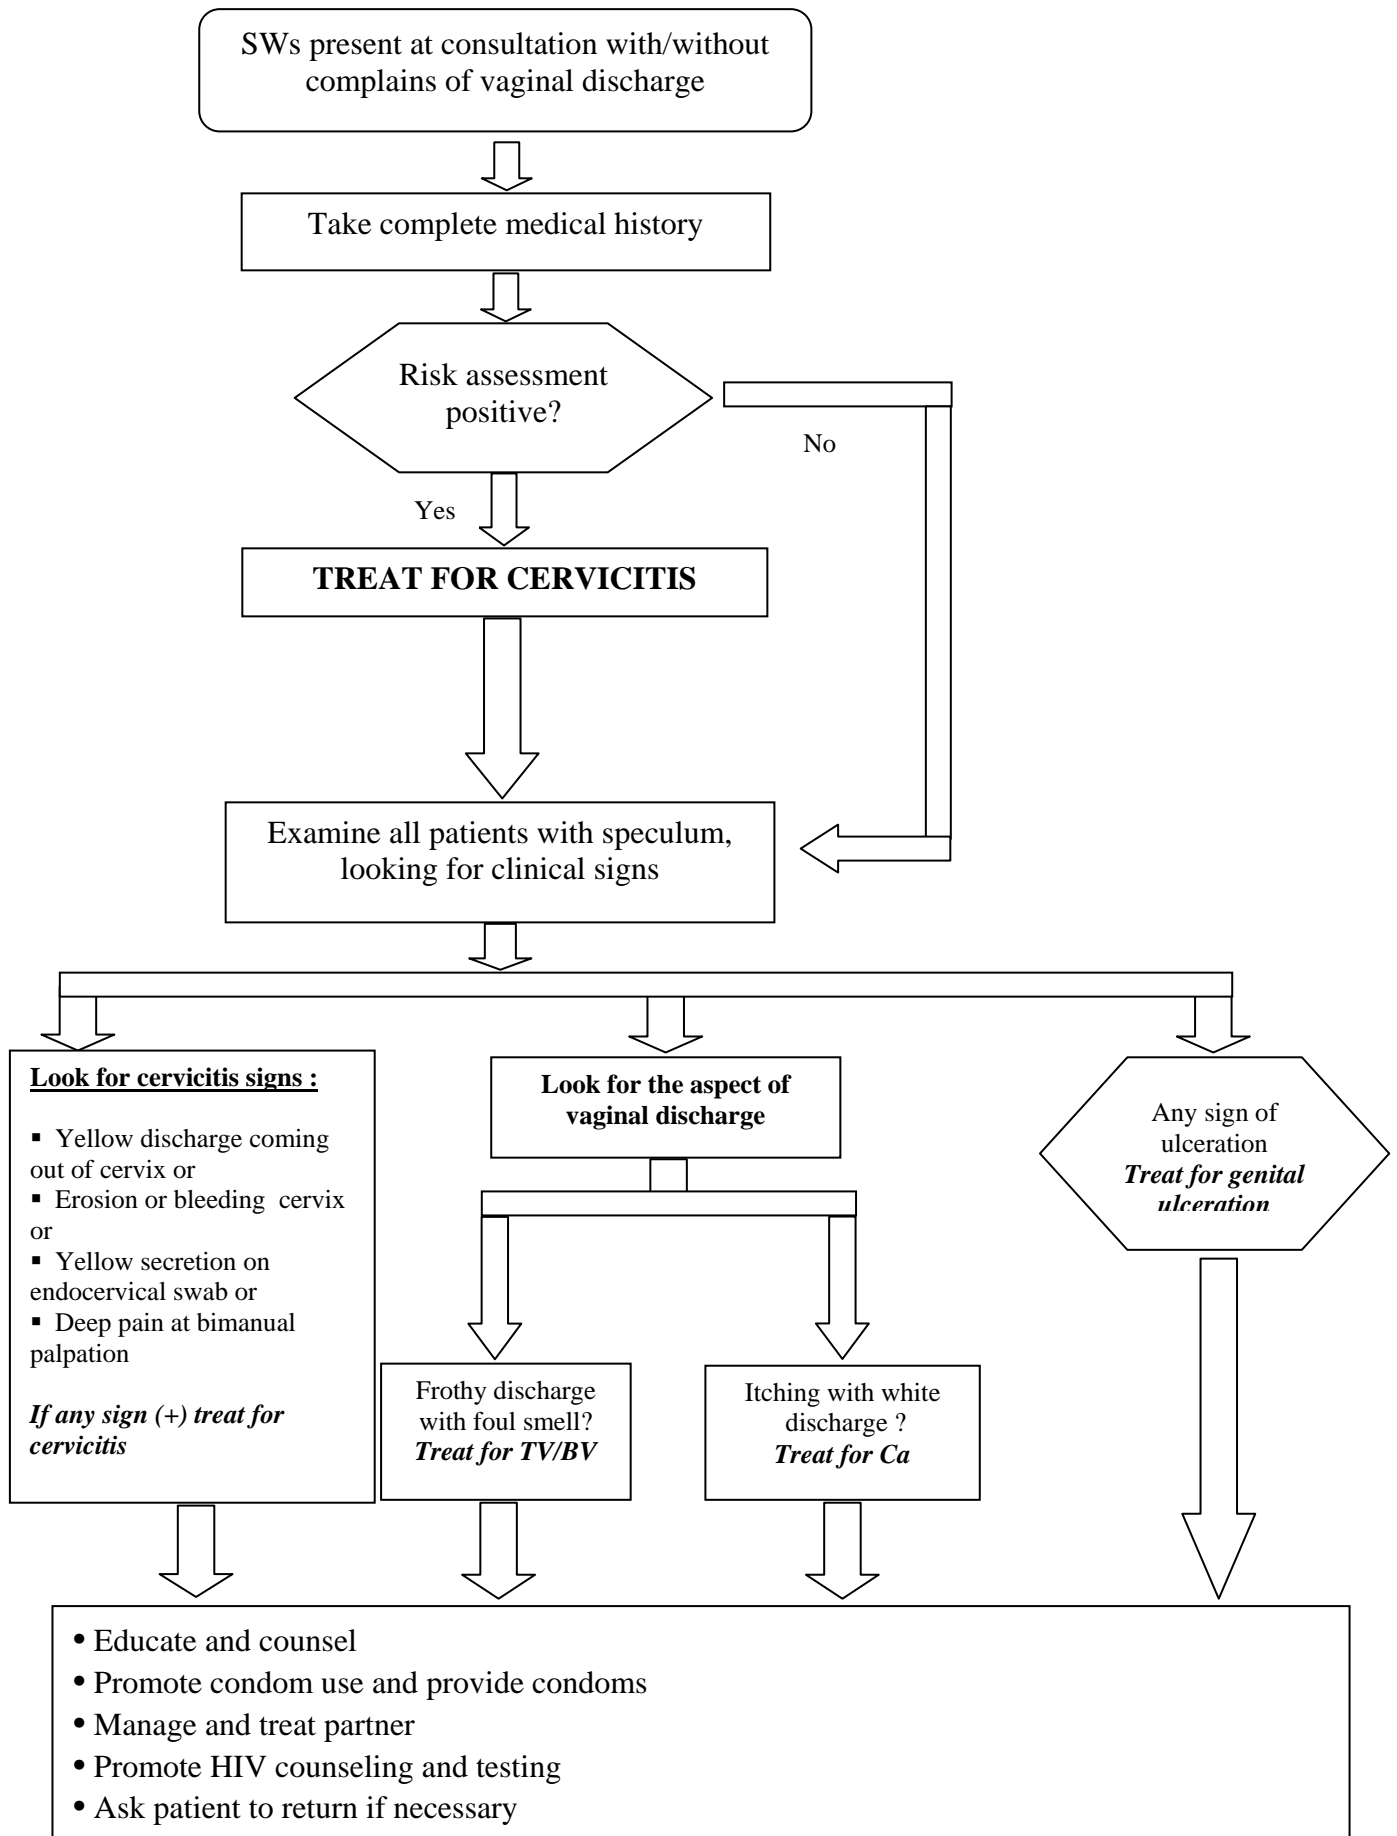 SWs present at consultation with/without
complains of vaginal discharge
Take complete medical history
Risk assessment
positive?
No
Yes
TREAT FOR CERVICITIS
Examine all patients with speculum,
looking for clinical signs
Look for cervicitis signs :
▪ Yellow discharge coming
out of cervix or
▪ Erosion or bleeding cervix
or
▪ Yellow secretion on
endocervical swab or
▪ Deep pain at bimanual
palpation
If any sign (+) treat for
cervicitis
Look for the aspect of
vaginal discharge
Frothy discharge
with foul smell?
Treat for TV/BV
Itching with white
discharge ?
Treat for Ca
Any sign of
ulceration
Treat for genital
ulceration
• Educate and counsel
• Promote condom use and provide condoms
• Manage and treat partner
• Promote HIV counseling and testing
• Ask patient to return if necessary